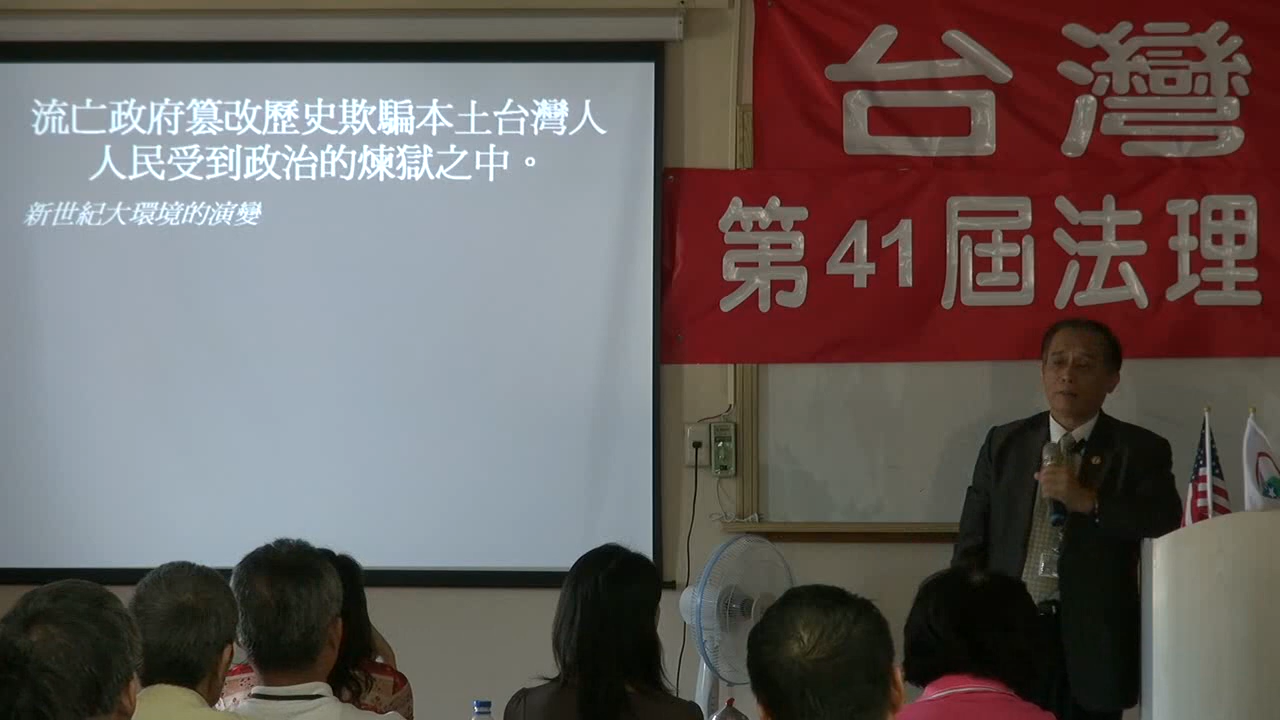 流亡政府篡改歷史欺騙本土台灣人
人民受到政治的煉獄之中。
新世紀大環境的演變
台灣
第41屆法理